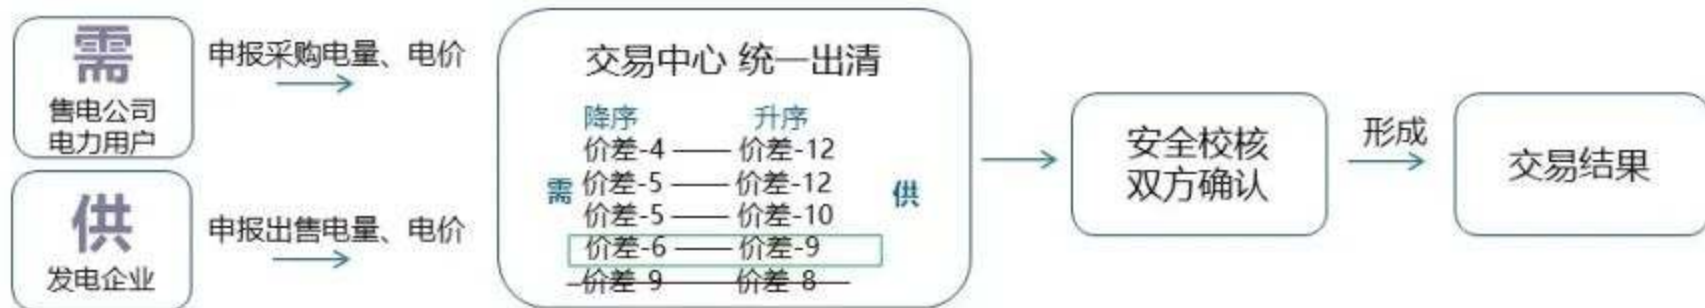 需
售电公司
电力用户
申报采购电量、电价
供
发电企业
申报出售电量、电价
交易中心 统一出清
降序 升序
价差-4 —— 价差-12
需 价差-5 —— 价差-12 供
价差-5 —— 价差-10
价差-6 —— 价差-9
价差-9 —— 价差-8
安全校核
双方确认
形成
交易结果